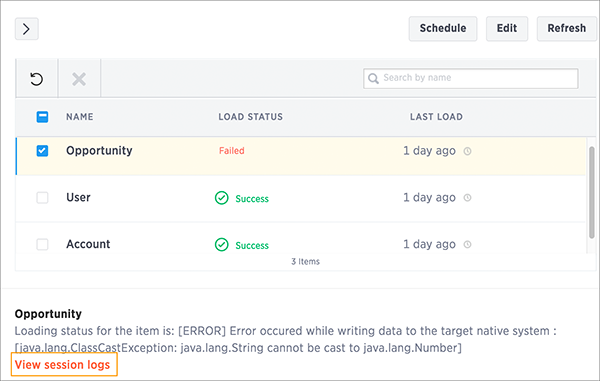 Schedule Edit Refresh
Search by name
NAME LOAD STATUS LAST LOAD
Opportunity Failed 1 day ago
User Success 1 day ago
Account Success 1 day ago
3 Items
Opportunity
Loading status for the item is: [ERROR] Error occured while writing data to the target native system :
[java.lang.ClassCastException: java.lang.String cannot be cast to java.lang.Number]
View session logs